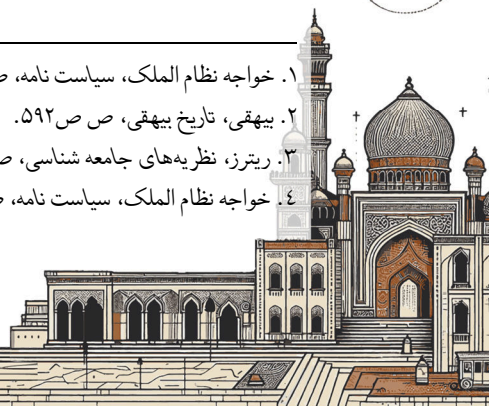 ۱. خواجه نظام الملک، سیاست نامه،
۲. بیهقی، تاریخ بیهقی، ص ص۵۹۲.
۳. ریترز، نظریه‌های جامعه شناسی،
٤. خواجه نظام الملک، سیاست نامه،